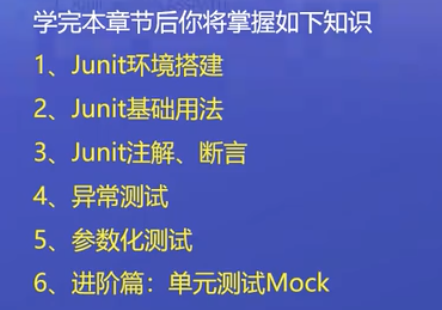 学完本章节后你将掌握如下知识
1、Junit环境搭建
2、Junit基础用法
3、Junit注解、断言
4、异常测试
5、参数化测试
6、进阶篇：单元测试Mock